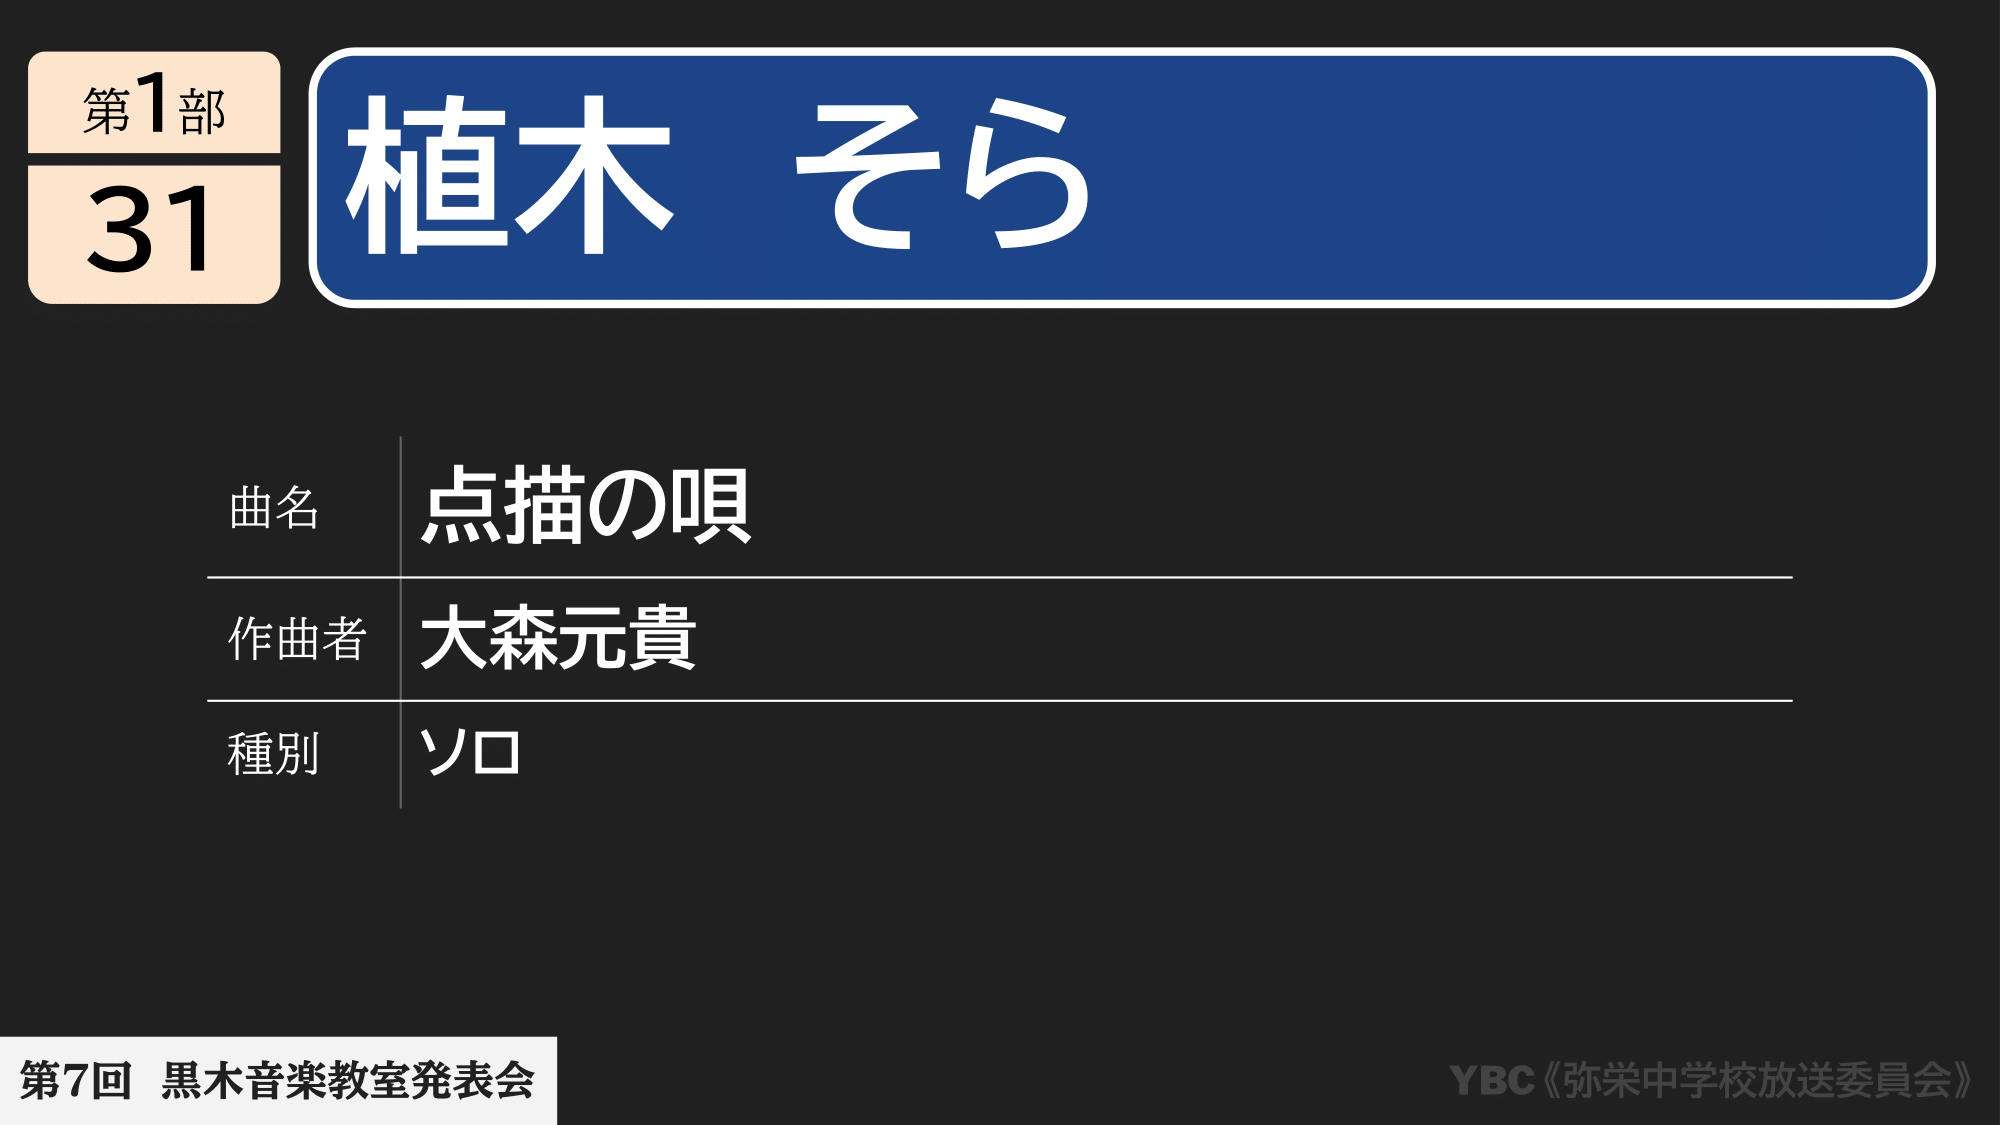 第1部
31
植木 そら
曲名 点描の唄
作曲者 大森元貴
種別 ソロ
第7回 黒木音楽教室発表会
YBC《弥栄中学校放送委員会》